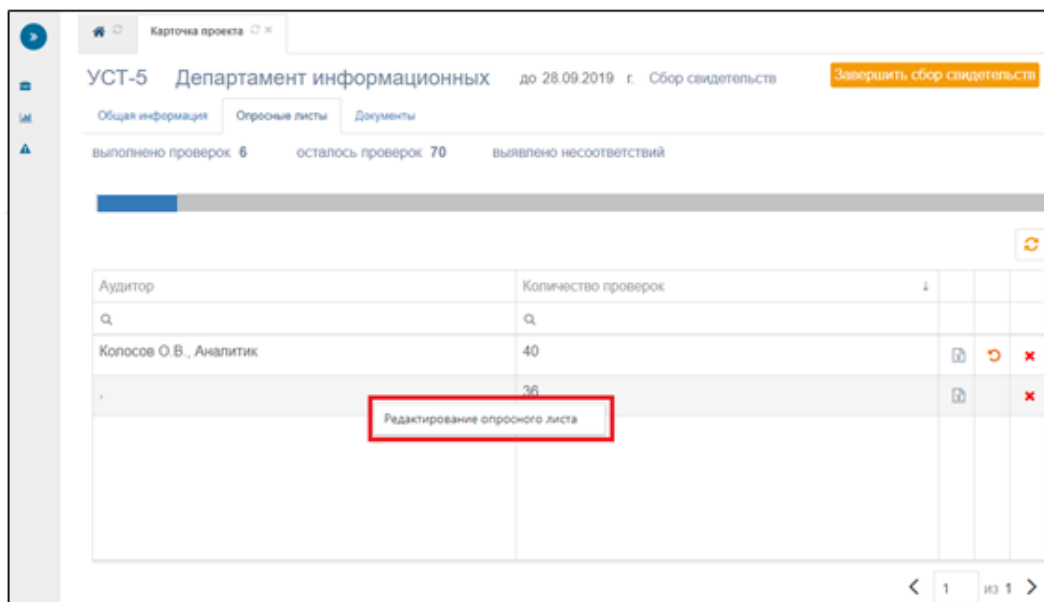 Карточка проекта
УСТ-5 Департамент информационных до 28.09.2019 г. Сбор свидетельств Завершить сбор свидетельств
Общая информация Опросные листы Документы
выполнено проверок 6 осталось проверок 70 выявлено несоответствий
Аудитор Количество проверок
Колосов О.В., Аналитик 40
, 36
Редактирование опросного листа
1 из 1